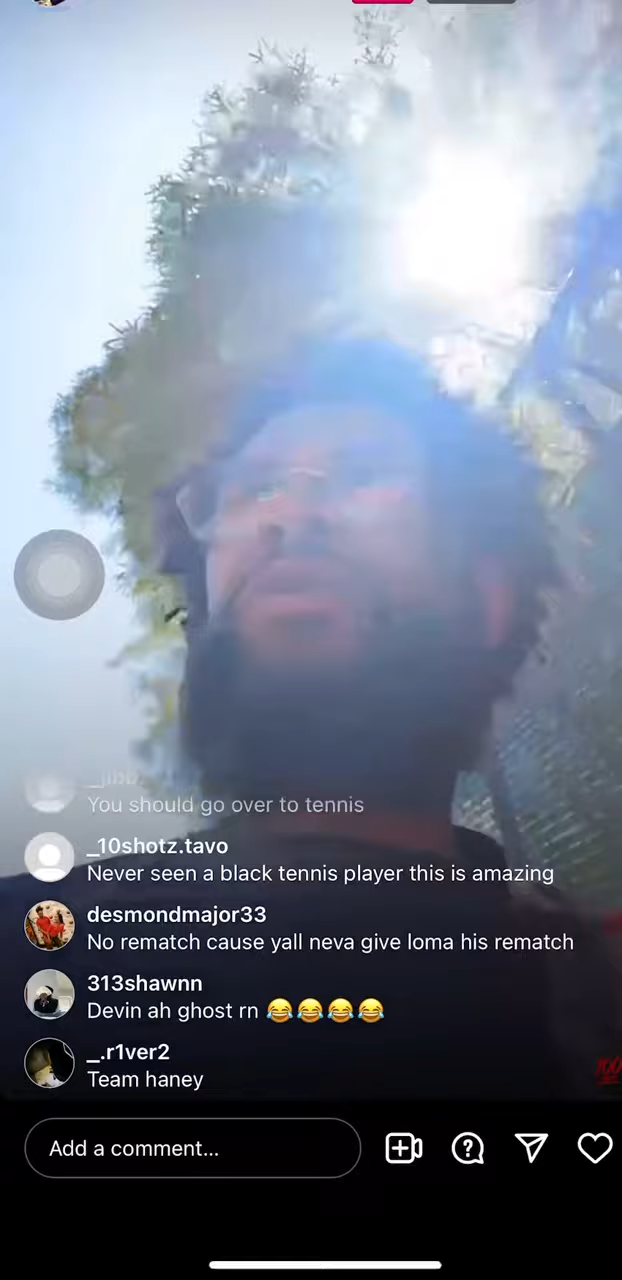 You should go over to tennis
_10shotz.tavo
Never seen a black tennis player this is amazing
desmondmajor33
No rematch cause yall neva give loma his rematch
313shawnn
Devin ah ghost rn 😂😂😂😂
_.r1ver2
Team haney
💯
Add a comment...